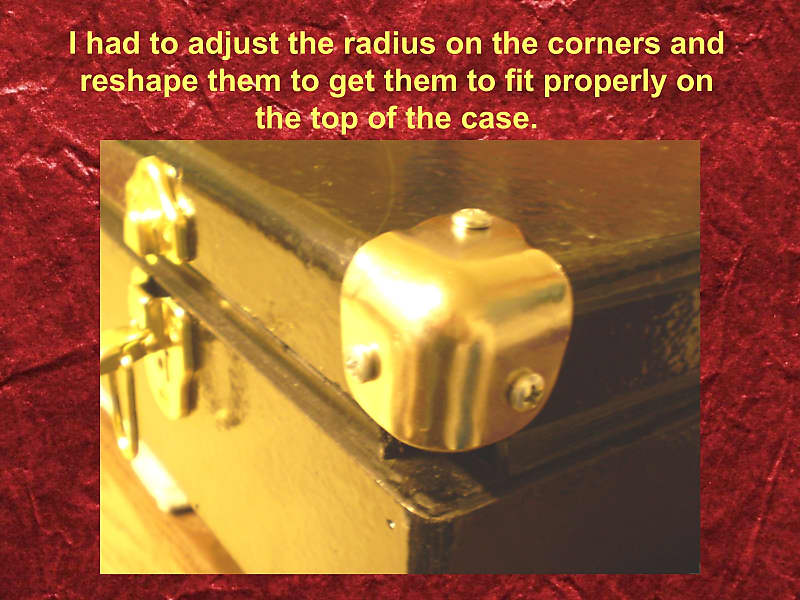 I had to adjust the radius on the corners and
reshape them to get them to fit properly on
the top of the case.